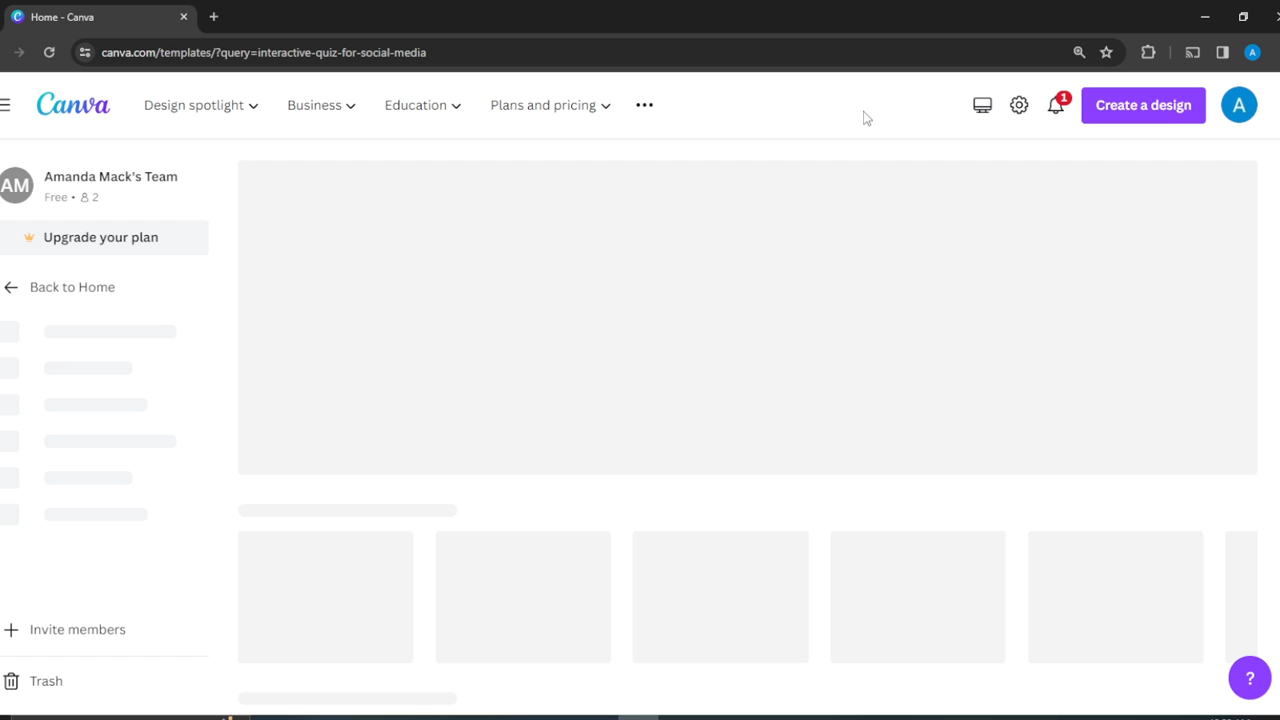 Home - Canva
canva.com/templates/?query=interactive-quiz-for-social-media
A
Canva
Design spotlight
Business
Education
Plans and pricing
1
Create a design
A
AM
Amanda Mack's Team
Free • 2
Upgrade your plan
Back to Home
Invite members
Trash
?